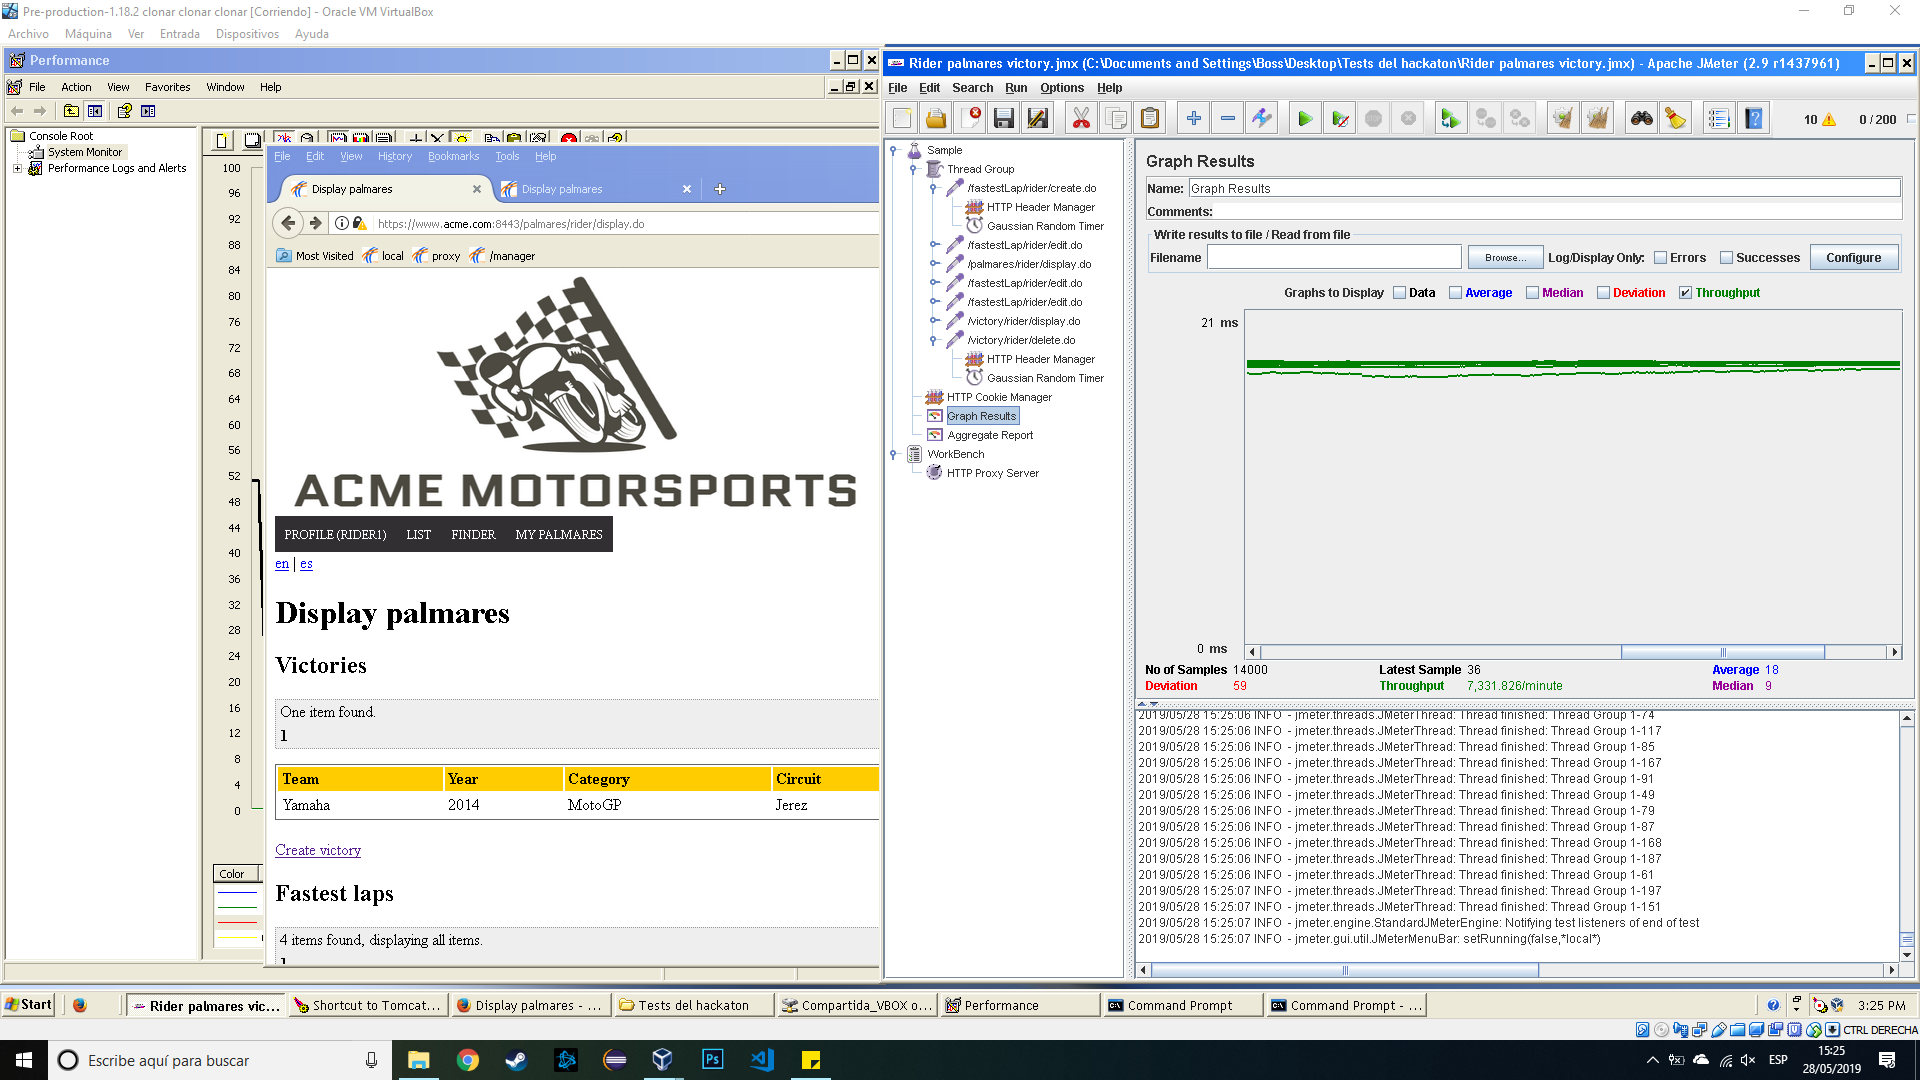 Pre-production-1.18.2 clonar clonar clonar [Corriendo] - Oracle VM VirtualBox
Archivo Máquina Ver Entrada Dispositivos Ayuda
Performance
File Action View Favorites Window Help
Console Root
System Monitor
Performance Logs and Alerts
100
96
92
88
84
80
76
72
68
64
60
56
52
48
44
40
36
32
28
24
20
16
12
8
4
0
Color
File Edit View History Bookmarks Tools Help
Display palmares
Display palmares
https://www.acme.com:8443/palmares/rider/display.do
Most Visited local proxy /manager
ACME MOTORSPORTS
PROFILE (RIDER1) LIST FINDER MY PALMARES
en | es
Display palmares
Victories
One item found.
1
Team Year Category Circuit
Yamaha 2014 MotoGP Jerez
Create victory
Fastest laps
4 items found, displaying all items.
1
Rider palmares victory.jmx (C:\Documents and Settings\Boss\Desktop\Tests del hackaton\Rider palmares victory.jmx) - Apache JMeter (2.9 r1437961)
File Edit Search Run Options Help
10 0 / 200
Sample
Thread Group
/fastestLap/rider/create.do
HTTP Header Manager
Gaussian Random Timer
/fastestLap/rider/edit.do
/palmares/rider/display.do
/fastestLap/rider/edit.do
/fastestLap/rider/edit.do
/victory/rider/display.do
/victory/rider/delete.do
HTTP Header Manager
Gaussian Random Timer
HTTP Cookie Manager
Graph Results
Aggregate Report
WorkBench
HTTP Proxy Server
Graph Results
Name: Graph Results
Comments:
Write results to file / Read from file
Filename Browse... Log/Display Only: Errors Successes Configure
Graphs to Display Data Average Median Deviation Throughput
21 ms
0 ms
No of Samples 14000 Latest Sample 36 Average 18
Deviation 59 Throughput 7,331.826/minute Median 9
2019/05/28 15:25:06 INFO - jmeter.threads.JMeterThread: Thread finished: Thread Group 1-74
2019/05/28 15:25:06 INFO - jmeter.threads.JMeterThread: Thread finished: Thread Group 1-117
2019/05/28 15:25:06 INFO - jmeter.threads.JMeterThread: Thread finished: Thread Group 1-85
2019/05/28 15:25:06 INFO - jmeter.threads.JMeterThread: Thread finished: Thread Group 1-167
2019/05/28 15:25:06 INFO - jmeter.threads.JMeterThread: Thread finished: Thread Group 1-91
2019/05/28 15:25:06 INFO - jmeter.threads.JMeterThread: Thread finished: Thread Group 1-49
2019/05/28 15:25:06 INFO - jmeter.threads.JMeterThread: Thread finished: Thread Group 1-79
2019/05/28 15:25:06 INFO - jmeter.threads.JMeterThread: Thread finished: Thread Group 1-87
2019/05/28 15:25:06 INFO - jmeter.threads.JMeterThread: Thread finished: Thread Group 1-168
2019/05/28 15:25:06 INFO - jmeter.threads.JMeterThread: Thread finished: Thread Group 1-187
2019/05/28 15:25:06 INFO - jmeter.threads.JMeterThread: Thread finished: Thread Group 1-61
2019/05/28 15:25:07 INFO - jmeter.threads.JMeterThread: Thread finished: Thread Group 1-197
2019/05/28 15:25:07 INFO - jmeter.threads.JMeterThread: Thread finished: Thread Group 1-151
2019/05/28 15:25:07 INFO - jmeter.engine.StandardJMeterEngine: Notifying test listeners of end of test
2019/05/28 15:25:07 INFO - jmeter.gui.util.JMeterMenuBar: setRunning(false,*local*)
Start Rider palmares vic... Shortcut to Tomcat... Display palmares - ... Tests del hackaton Compartida_VBOX o... Performance Command Prompt Command Prompt - ... 3:25 PM
CTRL DERECHA
Escribe aquí para buscar
Ps
ESP
15:25
28/05/2019